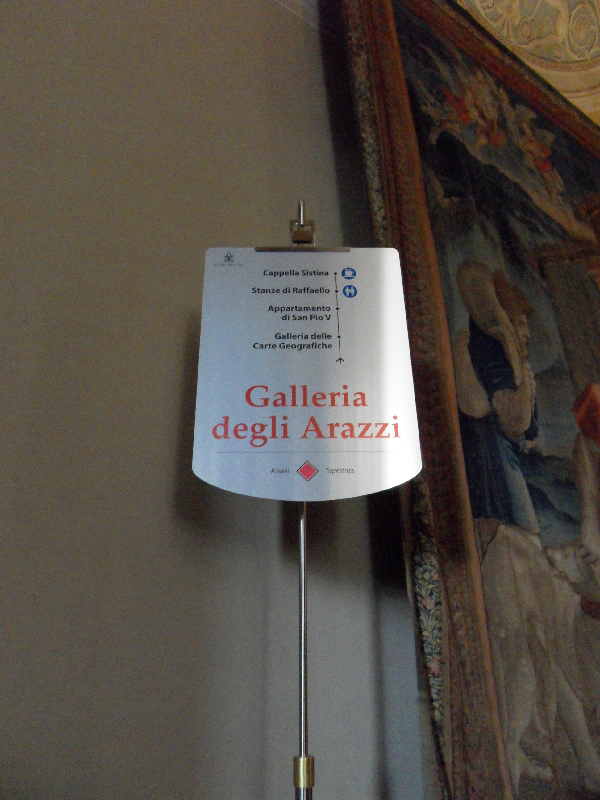 Cappella Sistina
Stanze di Raffaello
Appartamento
di San Pio V
Galleria delle
Carte Geografiche
Galleria
degli Arazzi
Arazzi Tapestries